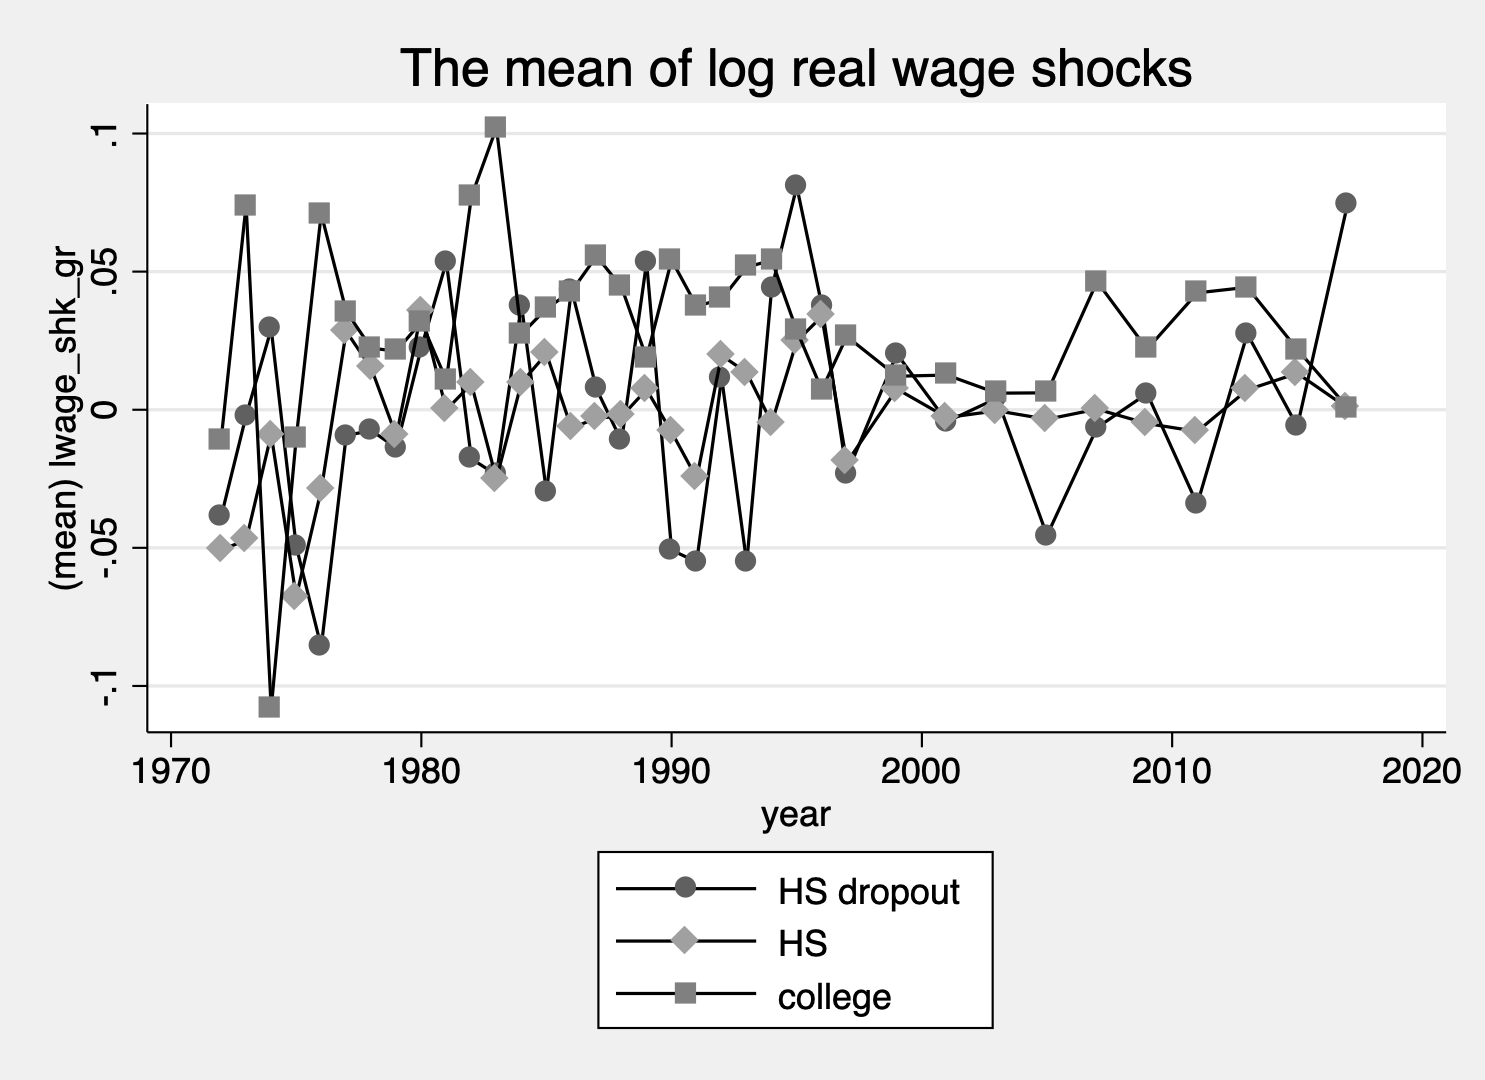 The mean of log real wage shocks
(mean) lwage_shk_gr
.1
.05
0
-.05
-.1
1970 1980 1990 2000 2010 2020
year
HS dropout
HS
college